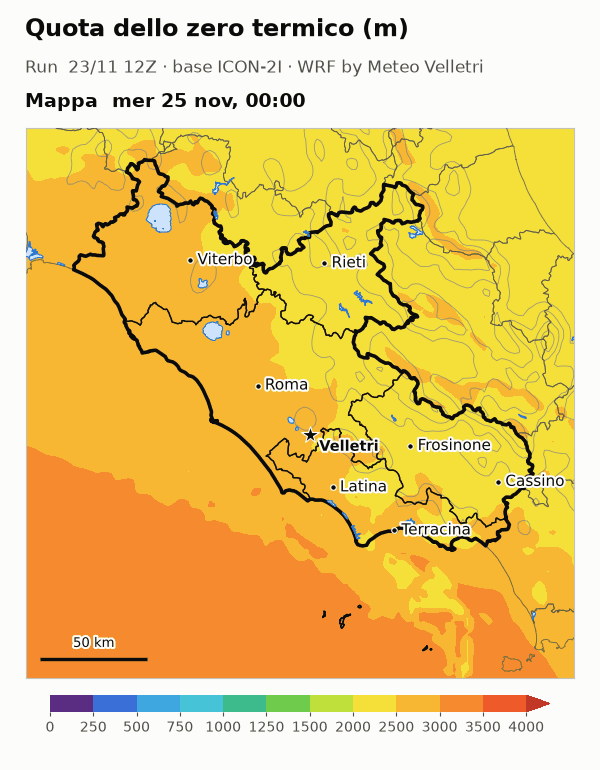 Quota dello zero termico (m)
Run  23/11 12Z · base ICON-2I · WRF by Meteo Velletri
Mappa  mer 25 nov, 00:00
Viterbo
Rieti
Roma
Velletri
Frosinone
Latina
Cassino
Terracina
50 km
0 250 500 750 1000 1250 1500 2000 2500 3000 3500 4000